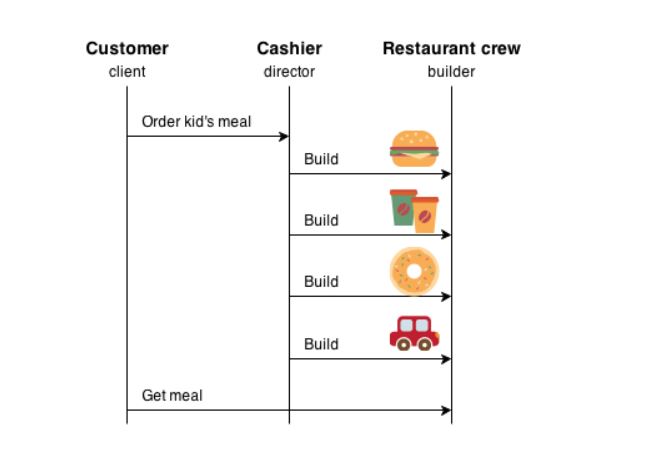 Customer
client
Cashier
director
Restaurant crew
builder
Order kid's meal
Build
Build
Build
Build
Get meal